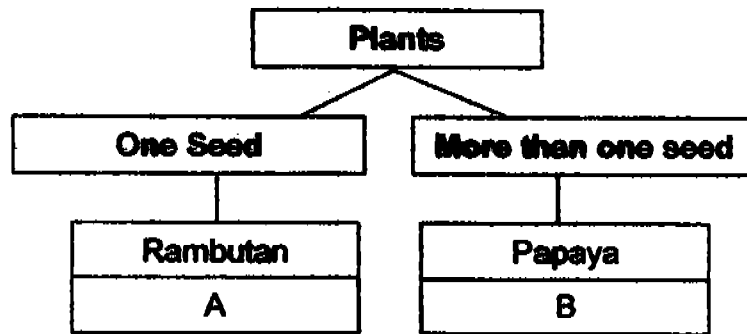 Plants
One Seed
More than one seed
Rambutan
Papaya
A
B